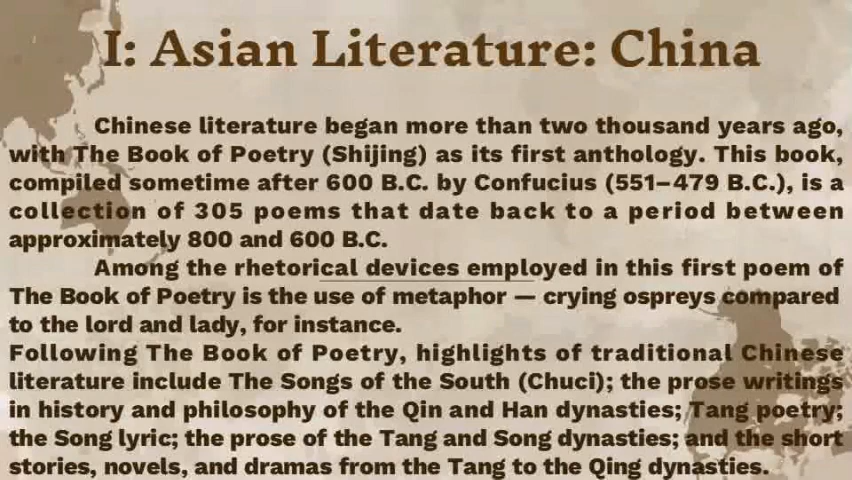 I: Asian Literature: China
Chinese literature began more than two thousand years ago,
with The Book of Poetry (Shijing) as its first anthology. This book,
compiled sometime after 600 B.C. by Confucius (551–479 B.C.), is a
collection of 305 poems that date back to a period between
approximately 800 and 600 B.C.
Among the rhetorical devices employed in this first poem of
The Book of Poetry is the use of metaphor — crying ospreys compared
to the lord and lady, for instance.
Following The Book of Poetry, highlights of traditional Chinese
literature include The Songs of the South (Chuci); the prose writings
in history and philosophy of the Qin and Han dynasties; Tang poetry;
the Song lyric; the prose of the Tang and Song dynasties; and the short
stories, novels, and dramas from the Tang to the Qing dynasties.